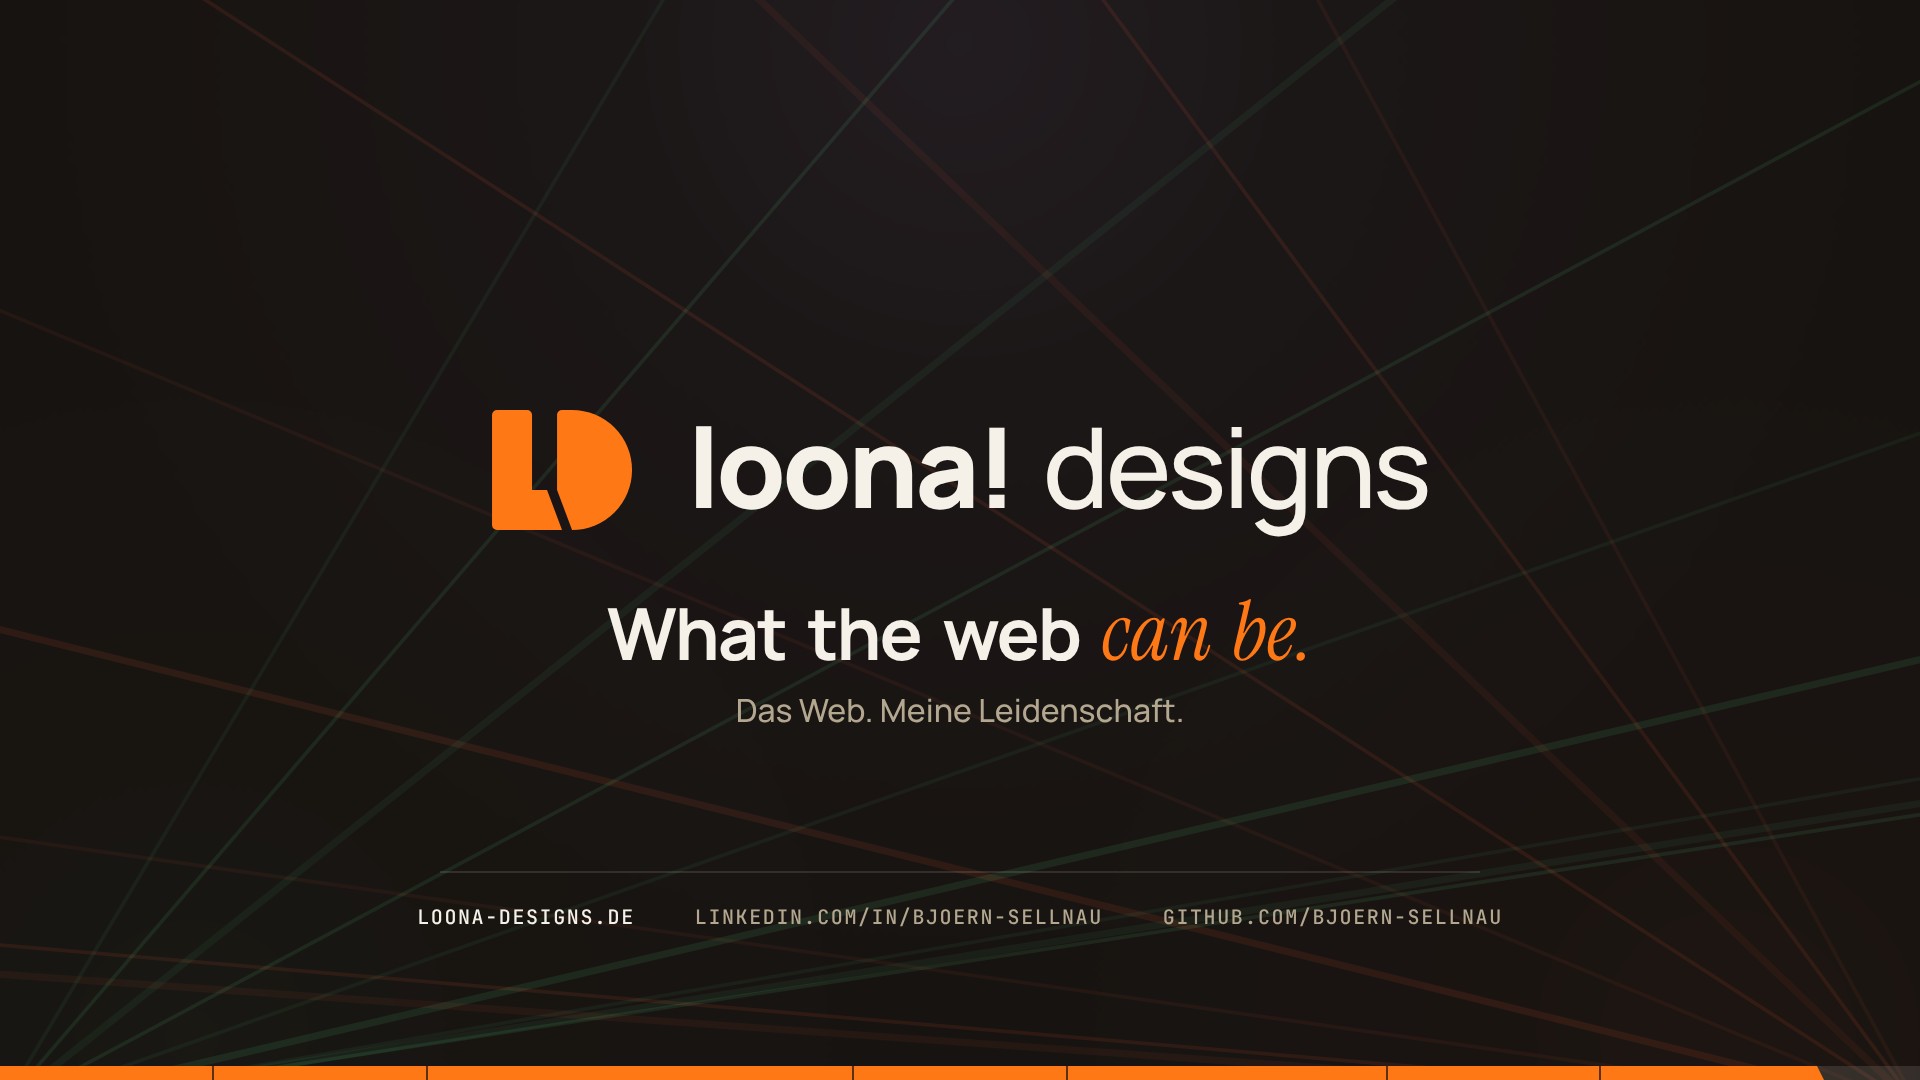 loona! designs
What the web can be.
Das Web. Meine Leidenschaft.
LOONA-DESIGNS.DE LINKEDIN.COM/IN/BJOERN-SELLNAU GITHUB.COM/BJOERN-SELLNAU